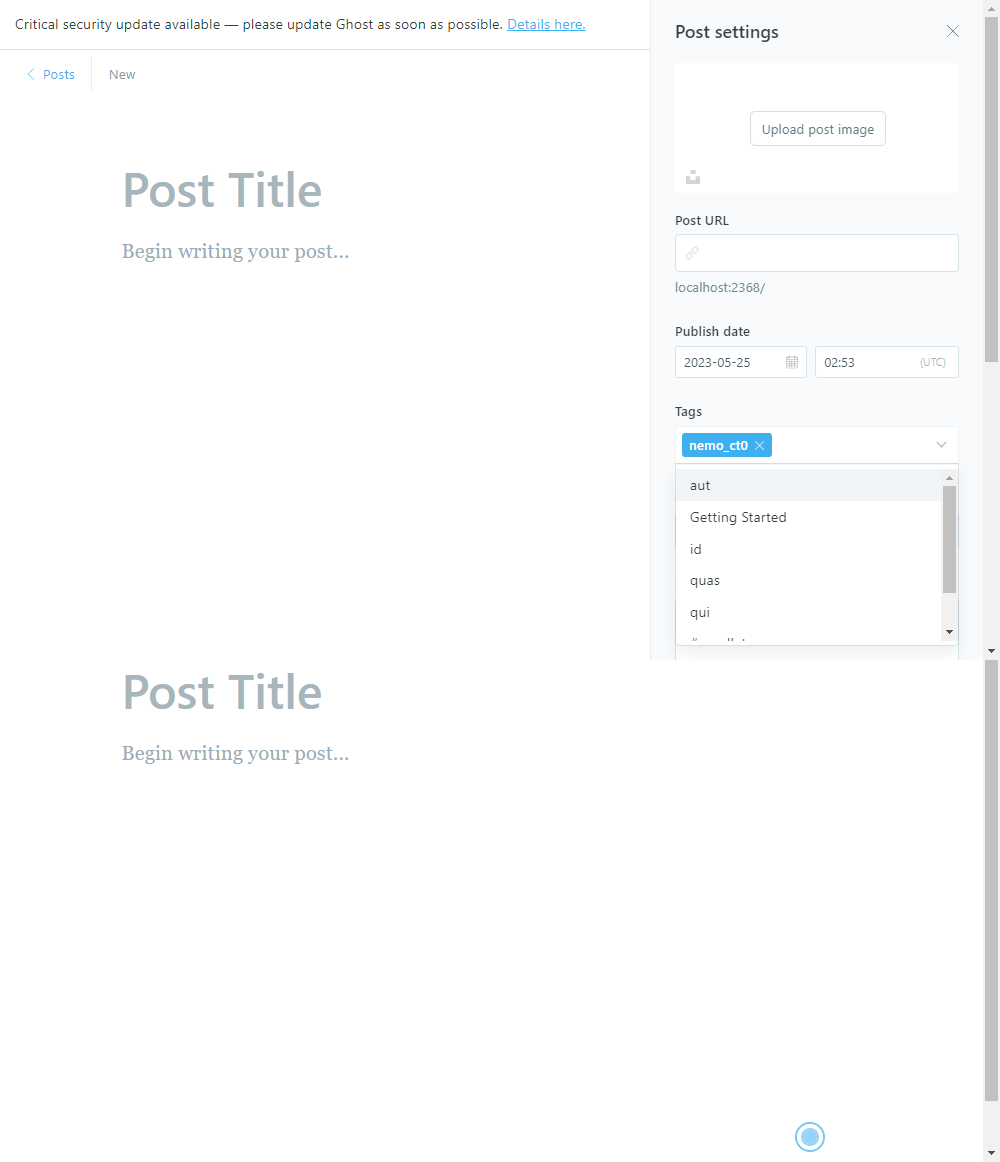 Critical security update available — please update Ghost as soon as possible. Details here.
Posts
New
Post Title
Begin writing your post...
Post settings
Upload post image
Post URL
localhost:2368/
Publish date
2023-05-25
02:53
(UTC)
Tags
nemo_ct0
aut
Getting Started
id
quas
qui
Post Title
Begin writing your post...